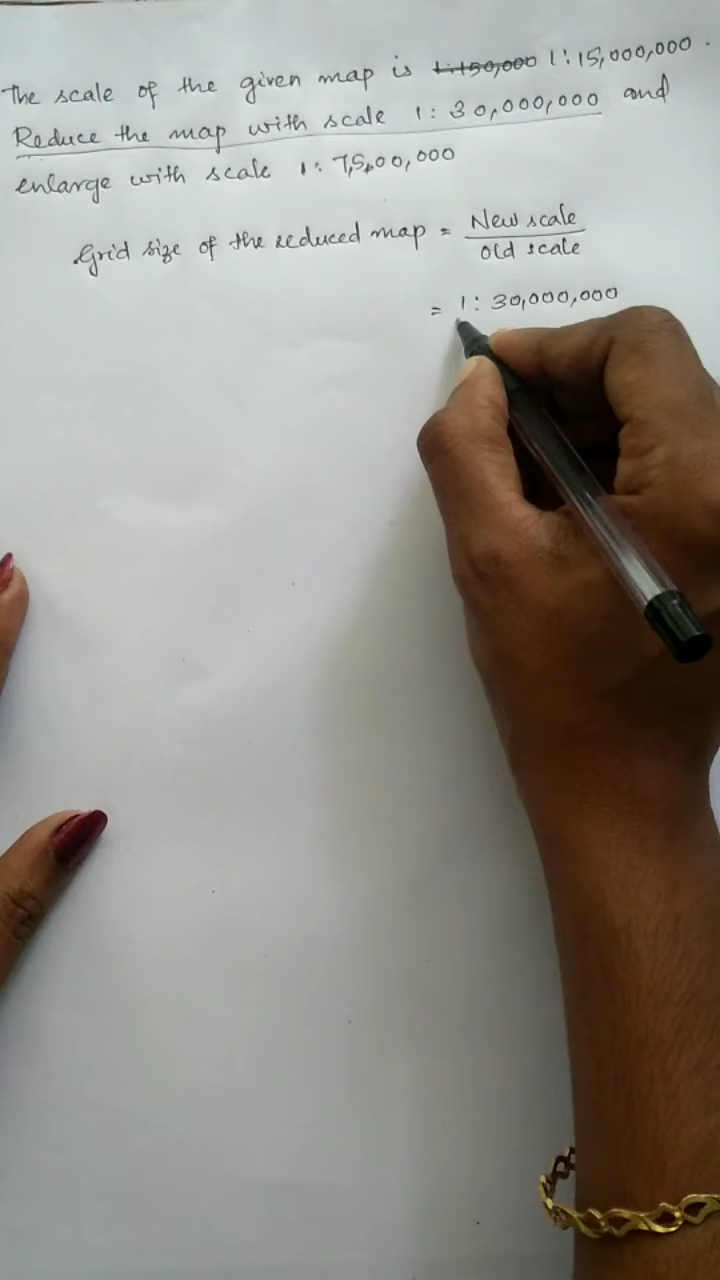 The scale of the given map is 1:150,000 1:15,000,000.
Reduce the map with scale 1:30,000,000 and
enlarge with scale 1:7,500,000
Grid size of the reduced map = New scale
Old scale
= 1:30,000,000